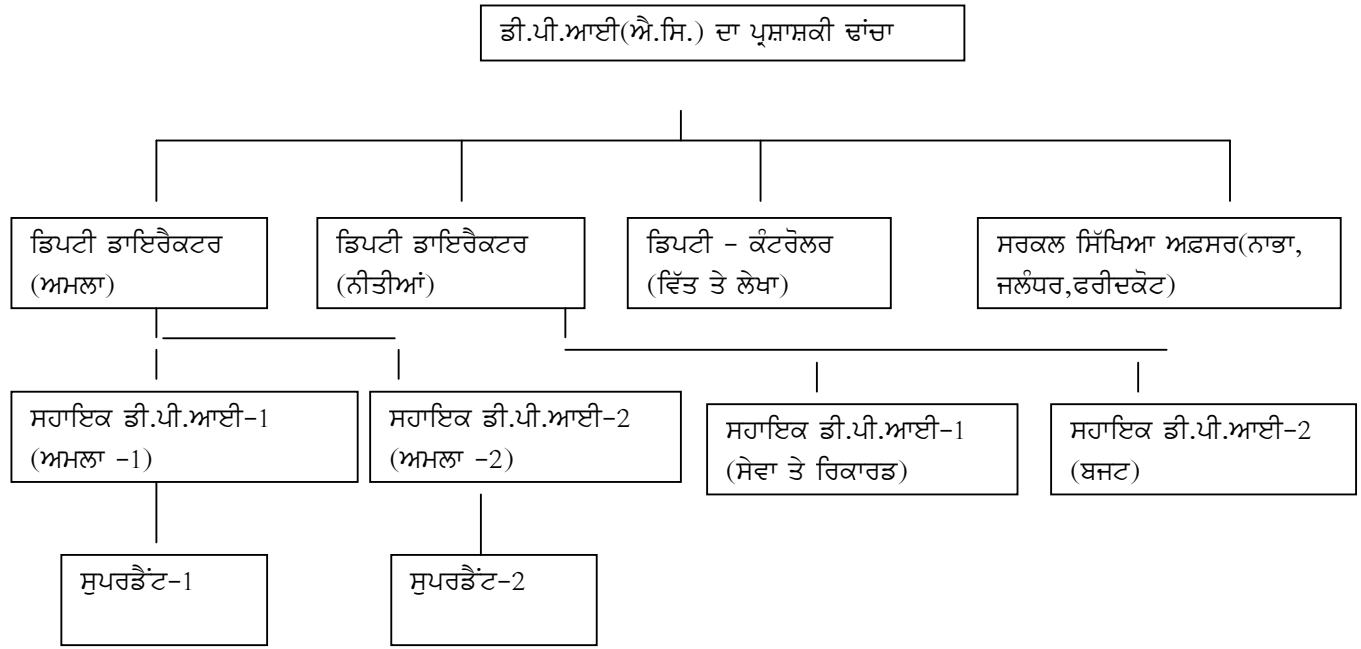 ਡੀ.ਪੀ.ਆਈ(ਐ.ਸਿ.) ਦਾ ਪ੍ਰਸ਼ਾਸ਼ਕੀ ਢਾਂਚਾ
ਡਿਪਟੀ ਡਾਇਰੈਕਟਰ
(ਅਮਲਾ)
ਡਿਪਟੀ ਡਾਇਰੈਕਟਰ
(ਨੀਤੀਆਂ)
ਡਿਪਟੀ - ਕੰਟਰੋਲਰ
(ਵਿੱਤ ਤੇ ਲੇਖਾ)
ਸਰਕਲ ਸਿੱਖਿਆ ਅਫ਼ਸਰ(ਨਾਭਾ,
ਜਲੰਧਰ,ਫਰੀਦਕੋਟ)
ਸਹਾਇਕ ਡੀ.ਪੀ.ਆਈ-1
(ਅਮਲਾ -1)
ਸਹਾਇਕ ਡੀ.ਪੀ.ਆਈ-2
(ਅਮਲਾ -2)
ਸਹਾਇਕ ਡੀ.ਪੀ.ਆਈ-1
(ਸੇਵਾ ਤੇ ਰਿਕਾਰਡ)
ਸਹਾਇਕ ਡੀ.ਪੀ.ਆਈ-2
(ਬਜਟ)
ਸੁਪਰਡੈਂਟ-1
ਸੁਪਰਡੈਂਟ-2